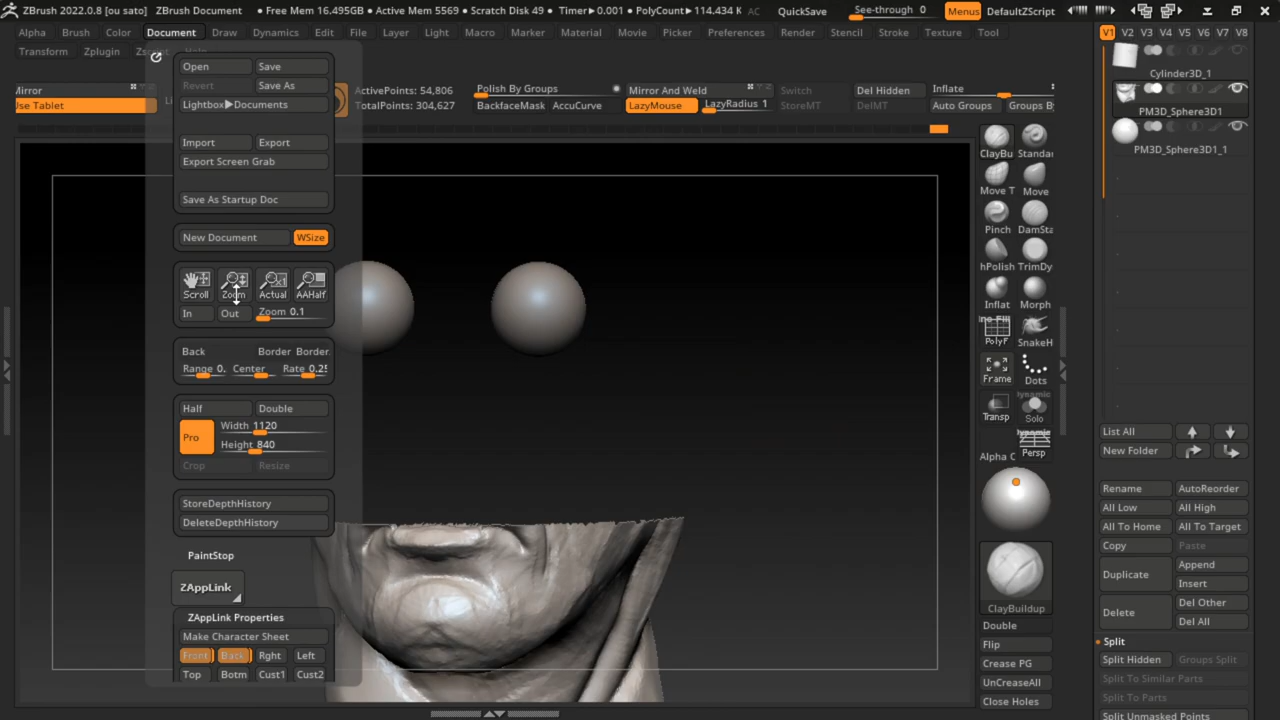 ZBrush 2022.0.8 [ou sato]  ZBrush Document  • Free Mem 16.495GB • Active Mem 5569 • Scratch Disk 49 • Timer▶0.001 • PolyCount▶114.434 K  AC  QuickSave  See-through 0  Menus  DefaultZScript
Alpha  Brush  Color  Document  Draw  Dynamics  Edit  File  Layer  Light  Macro  Marker  Material  Movie  Picker  Preferences  Render  Stencil  Stroke  Texture  Tool
Transform  Zplugin
V1  V2  V3  V4  V5  V6  V7  V8
Open  Save
Revert  Save As
Lightbox▶Documents
Import  Export
Export Screen Grab
Save As Startup Doc
New Document  WSize
Scroll  Zoom  Actual  AAHalf
In  Out  Zoom 0.1
Back  Border  Border
Range 0.  Center  Rate 0.25
Half  Double
Pro  Width 1120
Height 840
Crop  Resize
StoreDepthHistory
DeleteDepthHistory
PaintStop
ZAppLink
ZAppLink Properties
Make Character Sheet
Front  Back  Rght  Left
Top  Botm  Cust1  Cust2
Mirror
Use Tablet
ActivePoints: 54,806
TotalPoints: 304,627
Polish By Groups
BackfaceMask  AccuCurve
Mirror And Weld
LazyMouse  LazyRadius 1
Switch
StoreMT
Del Hidden
DelMT
Inflate
Auto Groups  Groups By
ClayBu  Standa
Move T  Move
Pinch  DamSta
hPolish  TrimDy
Inflat  Morph
PolyF  SnakeH
Frame  Dots
Dynamic
Transp  Solo
Persp
Alpha
ClayBuildup
Double
Flip
Crease PG
UnCreaseAll
Close Holes
Cylinder3D_1
PM3D_Sphere3D1
PM3D_Sphere3D1_1
List All
New Folder
Rename  AutoReorder
All Low  All High
All To Home  All To Target
Copy  Paste
Duplicate  Append
Insert
Delete  Del Other
Del All
Split
Split Hidden  Groups Split
Split To Similar Parts
Split To Parts
Split Unmasked Points